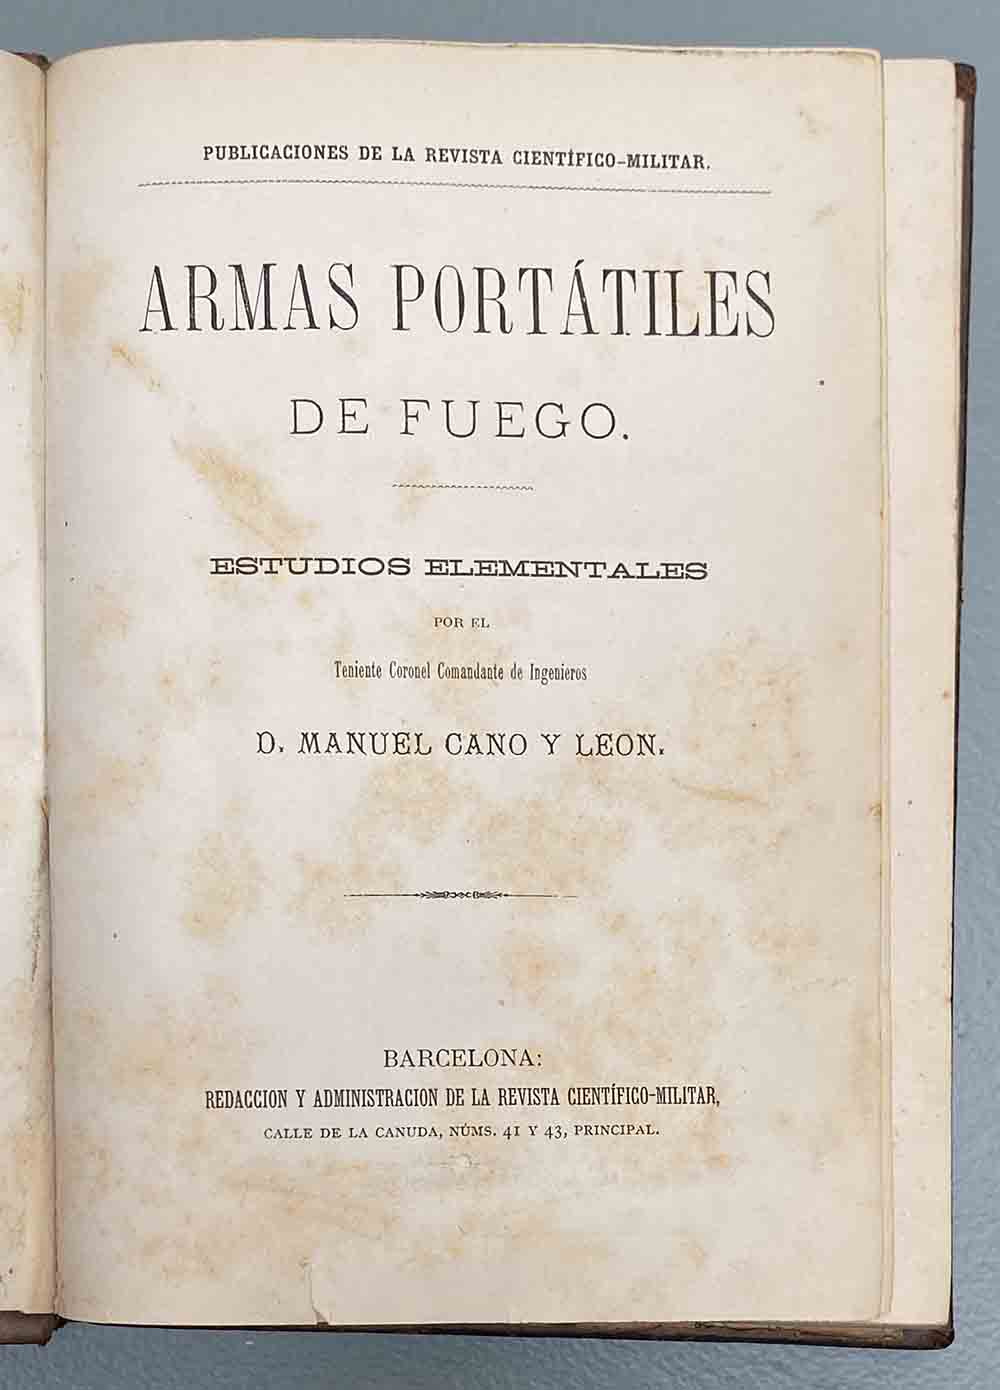 PUBLICACIONES DE LA REVISTA CIENTÍFICO-MILITAR.
ARMAS PORTÁTILES
DE FUEGO.
ESTUDIOS ELEMENTALES
POR EL
Teniente Coronel Comandante de Ingenieros
D. MANUEL CANO Y LEON.
BARCELONA:
REDACCION Y ADMINISTRACION DE LA REVISTA CIENTÍFICO-MILITAR,
CALLE DE LA CANUDA, NÚMS. 41 Y 43, PRINCIPAL.